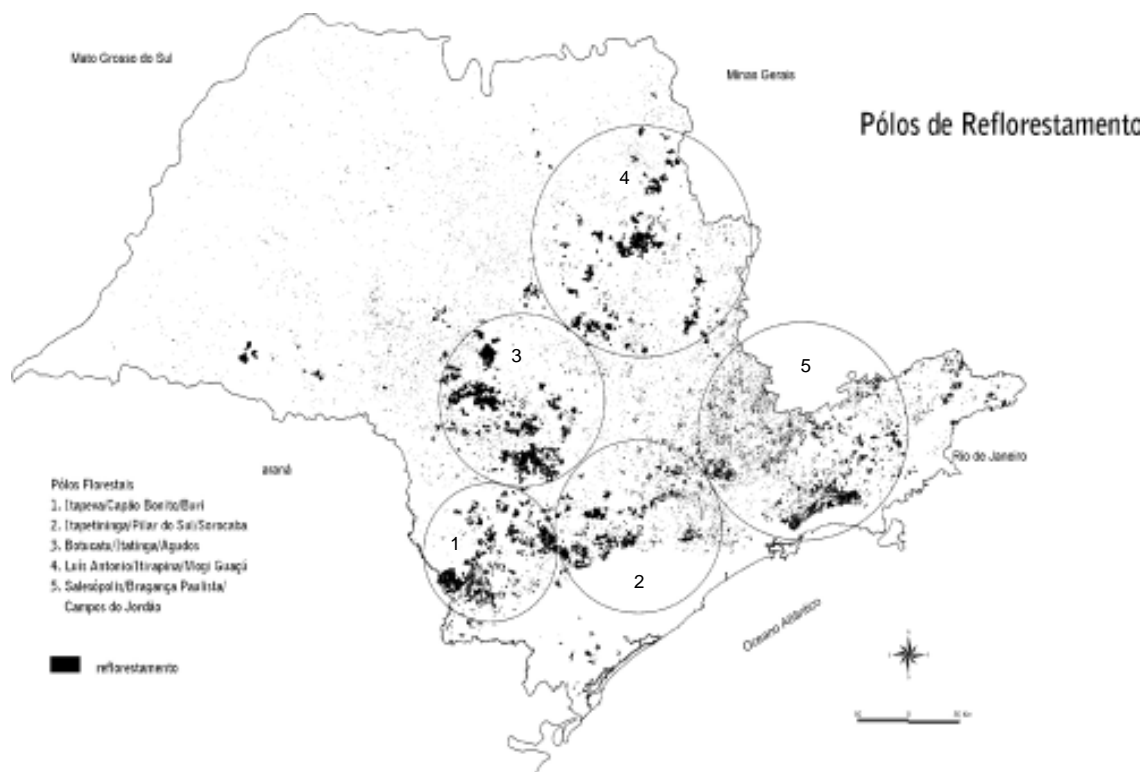 Mato Grosso do Sul
Minas Gerais
Pólos de Reflorestamento
4
3
5
araná
Rio de Janeiro
Pólos Florestais
1. Itapeva/Capão Bonito/Buri
2. Itapetininga/Pilar do Sul/Sorocaba
3. Botucatu/Itatinga/Agudos
4. Luis Antonio/Itirapina/Mogi Guaçú
5. Salesópolis/Bragança Paulista/
Campos do Jordão
1
2
Oceano Atlântico
reflorestamento